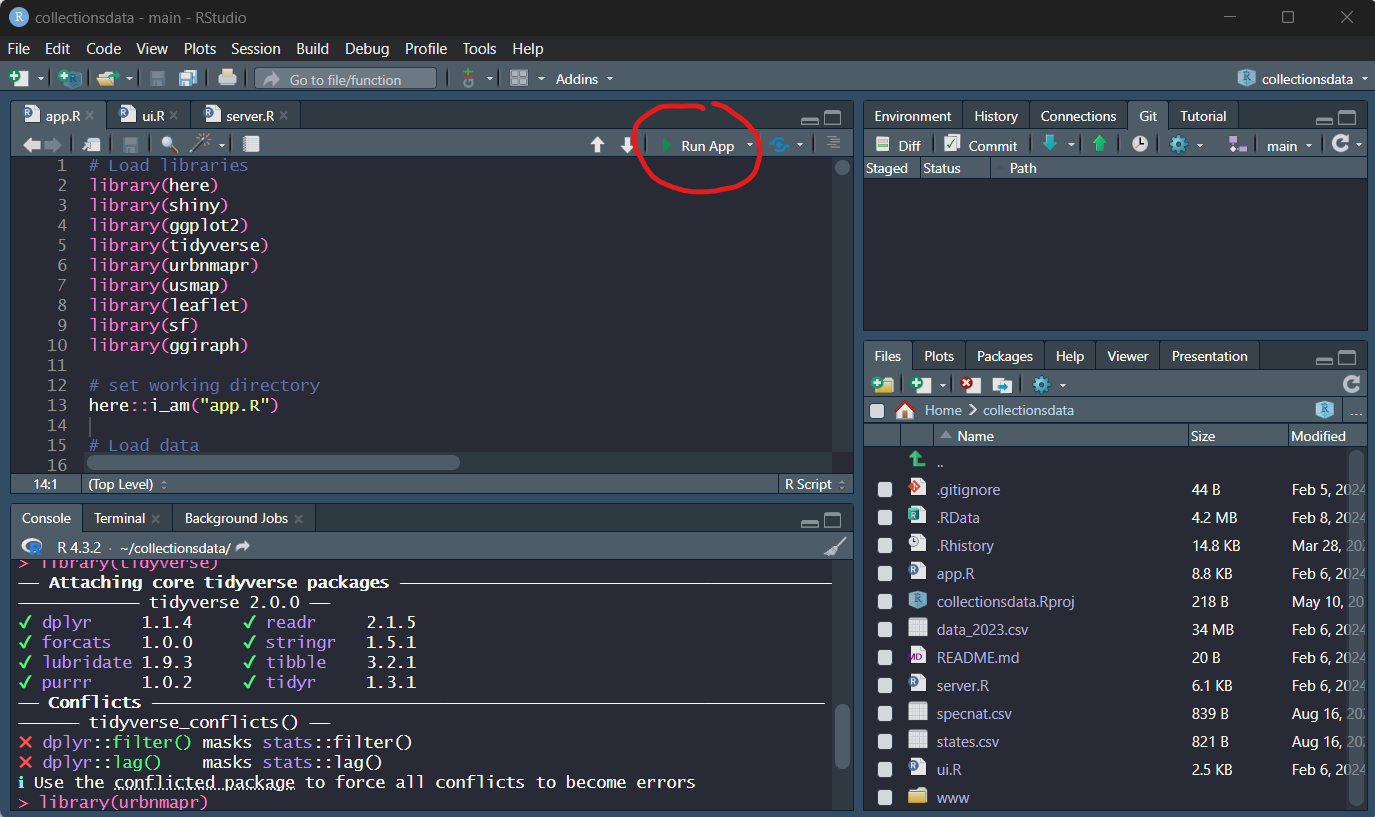 collectionsdata - main - RStudio
File Edit Code View Plots Session Build Debug Profile Tools Help
Go to file/function Addins collectionsdata
app.R ui.R server.R
Run App
1 # Load libraries
2 library(here)
3 library(shiny)
4 library(ggplot2)
5 library(tidyverse)
6 library(urbnmapr)
7 library(usmap)
8 library(leaflet)
9 library(sf)
10 library(ggiraph)
11
12 # set working directory
13 here::i_am("app.R")
14
15 # Load data
16
14:1 (Top Level) R Script
Console Terminal Background Jobs
R 4.3.2 · ~/collectionsdata/
> library(tidyverse)
── Attaching core tidyverse packages ──
── tidyverse 2.0.0 ──
✓ dplyr 1.1.4 ✓ readr 2.1.5
✓ forcats 1.0.0 ✓ stringr 1.5.1
✓ lubridate 1.9.3 ✓ tibble 3.2.1
✓ purrr 1.0.2 ✓ tidyr 1.3.1
── Conflicts ──
── tidyverse_conflicts() ──
✖ dplyr::filter() masks stats::filter()
✖ dplyr::lag() masks stats::lag()
ℹ Use the conflicted package to force all conflicts to become errors
> library(urbnmapr)
Environment History Connections Git Tutorial
Diff Commit main
Staged Status Path
Files Plots Packages Help Viewer Presentation
Home collectionsdata ...
Name Size Modified
..
.gitignore 44 B Feb 5, 2024
.RData 4.2 MB Feb 8, 2024
.Rhistory 14.8 KB Mar 28, 202
app.R 8.8 KB Feb 6, 2024
collectionsdata.Rproj 218 B May 10, 20
data_2023.csv 34 MB Feb 6, 2024
README.md 20 B Feb 6, 2024
server.R 6.1 KB Feb 6, 2024
specnat.csv 839 B Aug 16, 202
states.csv 821 B Aug 16, 202
ui.R 2.5 KB Feb 6, 2024
www